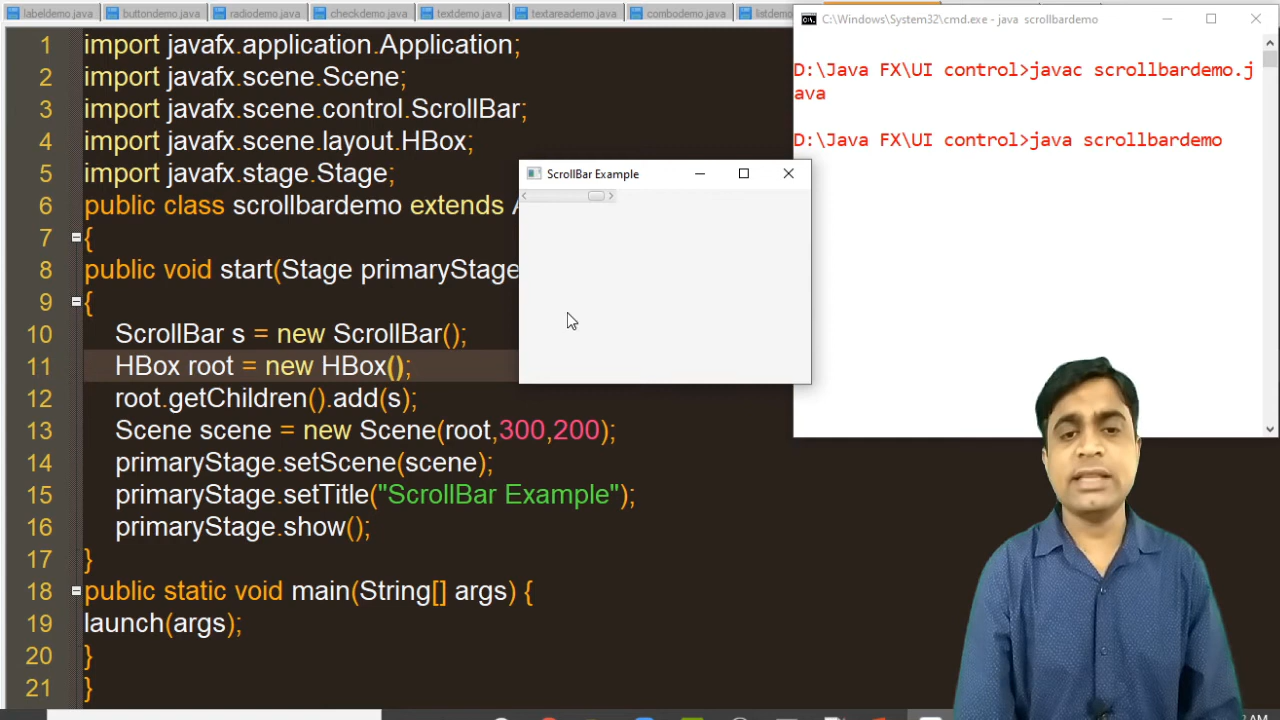 labeldemo.java buttondemo.java radiodemo.java checkdemo.java textdemo.java textareademo.java combodemo.java
1 import javafx.application.Application;
2 import javafx.scene.Scene;
3 import javafx.scene.control.ScrollBar;
4 import javafx.scene.layout.HBox;
5 import javafx.stage.Stage;
6 public class scrollbardemo extends
7 {
8 public void start(Stage primaryStage
9 {
10 ScrollBar s = new ScrollBar();
11 HBox root = new HBox();
12 root.getChildren().add(s);
13 Scene scene = new Scene(root,300,200);
14 primaryStage.setScene(scene);
15 primaryStage.setTitle("ScrollBar Example");
16 primaryStage.show();
17 }
18 public static void main(String[] args) {
19 launch(args);
20 }
21 }
C:\Windows\System32\cmd.exe - java scrollbardemo
D:\Java FX\UI control>javac scrollbardemo.j
ava
D:\Java FX\UI control>java scrollbardemo
ScrollBar Example
AM